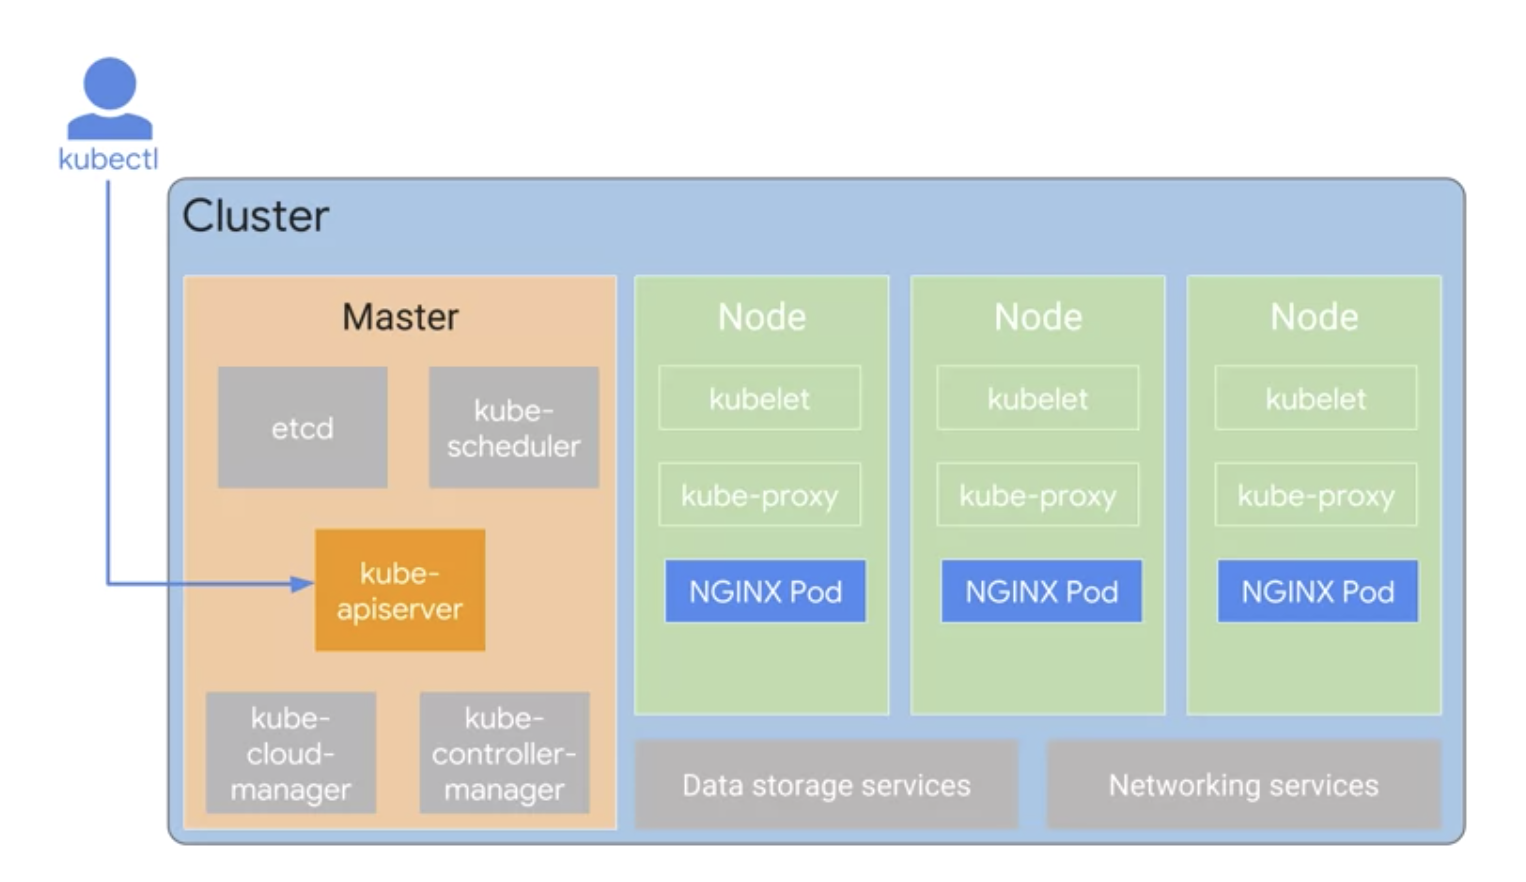 kubectl
Cluster
Master
etcd
kube-
scheduler
kube-
apiserver
kube-
cloud-
manager
kube-
controller-
manager
Node
kubelet
kube-proxy
NGINX Pod
Node
kubelet
kube-proxy
NGINX Pod
Node
kubelet
kube-proxy
NGINX Pod
Data storage services
Networking services